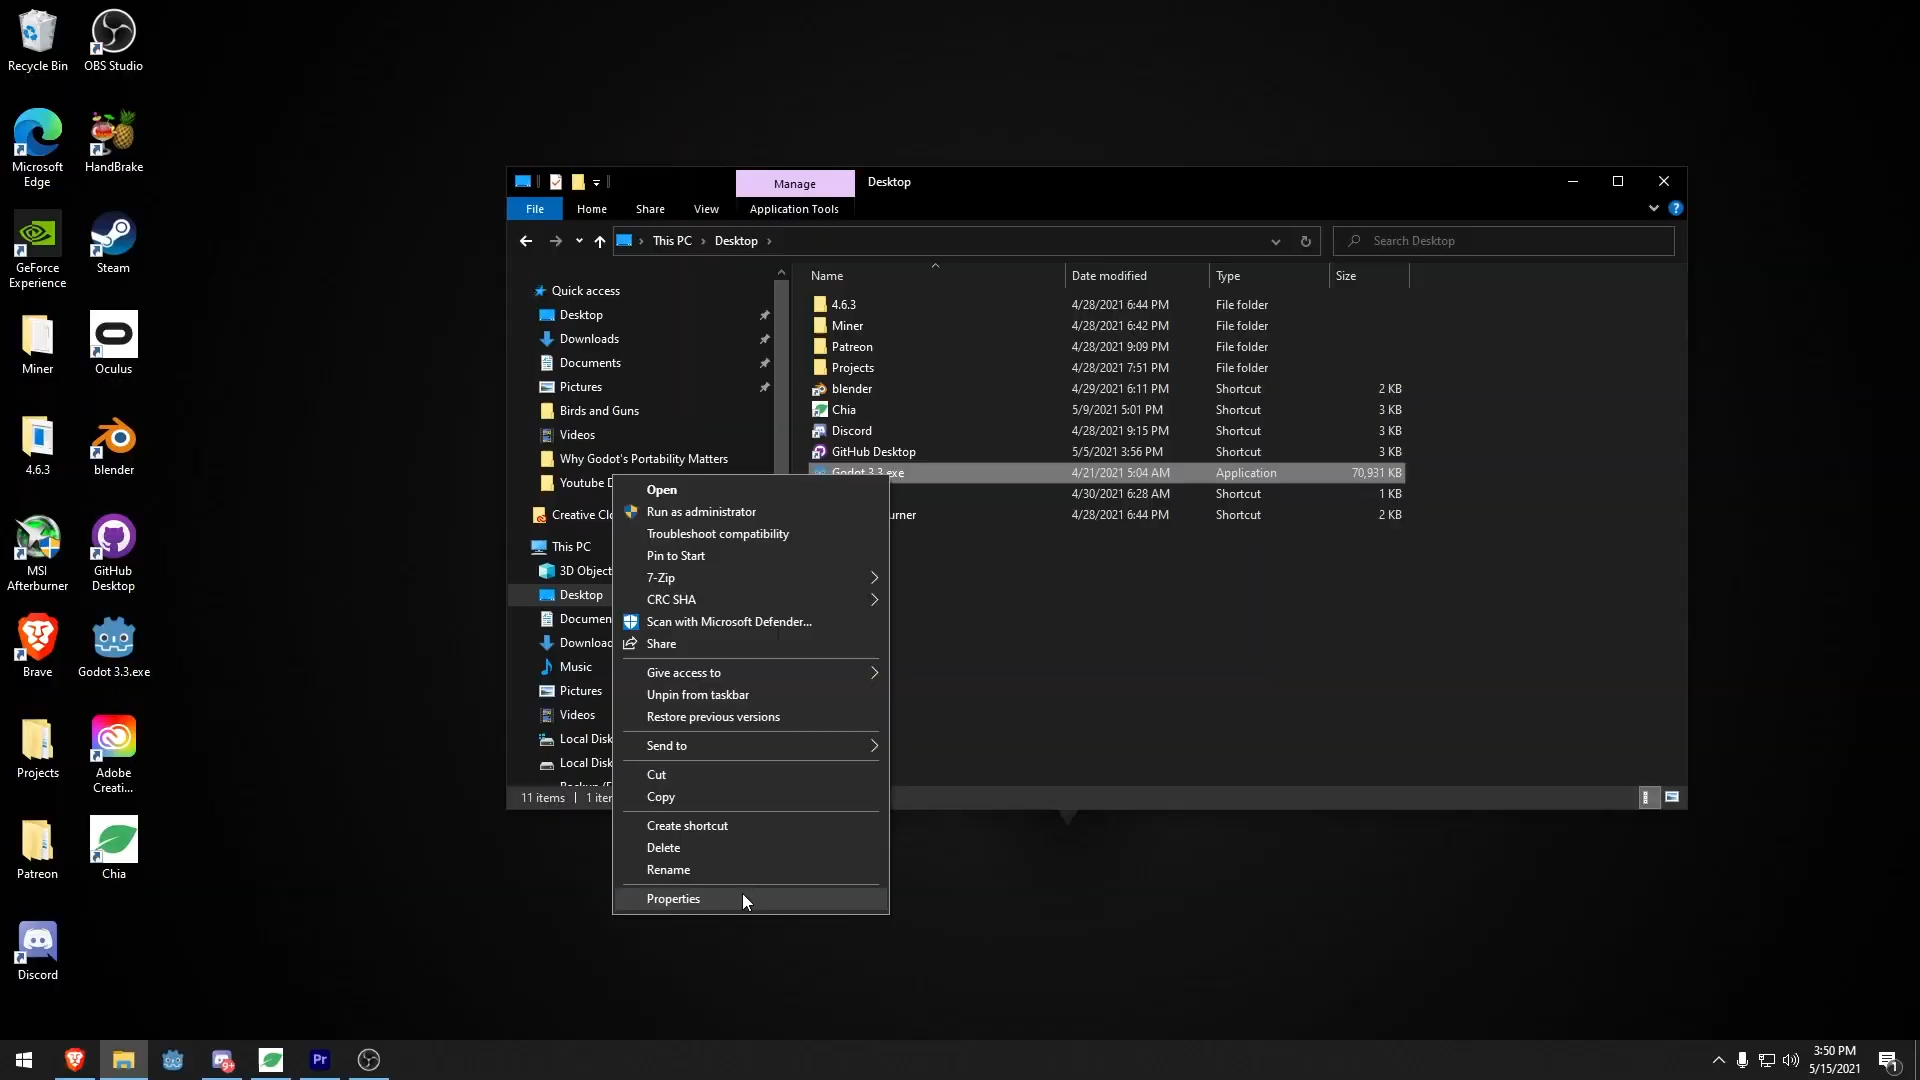 Recycle Bin
OBS Studio
Microsoft
Edge
HandBrake
GeForce
Experience
Steam
Miner
Oculus
4.6.3
blender
MSI
Afterburner
GitHub
Desktop
Brave
Godot 3.3.exe
Projects
Adobe
Creati...
Patreon
Chia
Discord
Manage
Desktop
File
Home
Share
View
Application Tools
This PC
Desktop
Search Desktop
Quick access
Desktop
Downloads
Documents
Pictures
Birds and Guns
Videos
Why Godot's Portability Matters
Youtube D
Creative Clo
This PC
3D Object
Desktop
Documen
Download
Music
Pictures
Videos
Local Disk
Local Disk
Name Date modified Type Size
4.6.3 4/28/2021 6:44 PM File folder
Miner 4/28/2021 6:42 PM File folder
Patreon 4/28/2021 9:09 PM File folder
Projects 4/28/2021 7:51 PM File folder
blender 4/29/2021 6:11 PM Shortcut 2 KB
Chia 5/9/2021 5:01 PM Shortcut 3 KB
Discord 4/28/2021 9:15 PM Shortcut 3 KB
GitHub Desktop 5/5/2021 3:56 PM Shortcut 3 KB
Godot 3.3.exe 4/21/2021 5:04 AM Application 70,931 KB
4/30/2021 6:28 AM Shortcut 1 KB
urner 4/28/2021 6:44 PM Shortcut 2 KB
Open
Run as administrator
Troubleshoot compatibility
Pin to Start
7-Zip
CRC SHA
Scan with Microsoft Defender...
Share
Give access to
Unpin from taskbar
Restore previous versions
Send to
Cut
Copy
Create shortcut
Delete
Rename
Properties
11 items
1 iter
9+
Pr
3:50 PM
5/15/2021
1